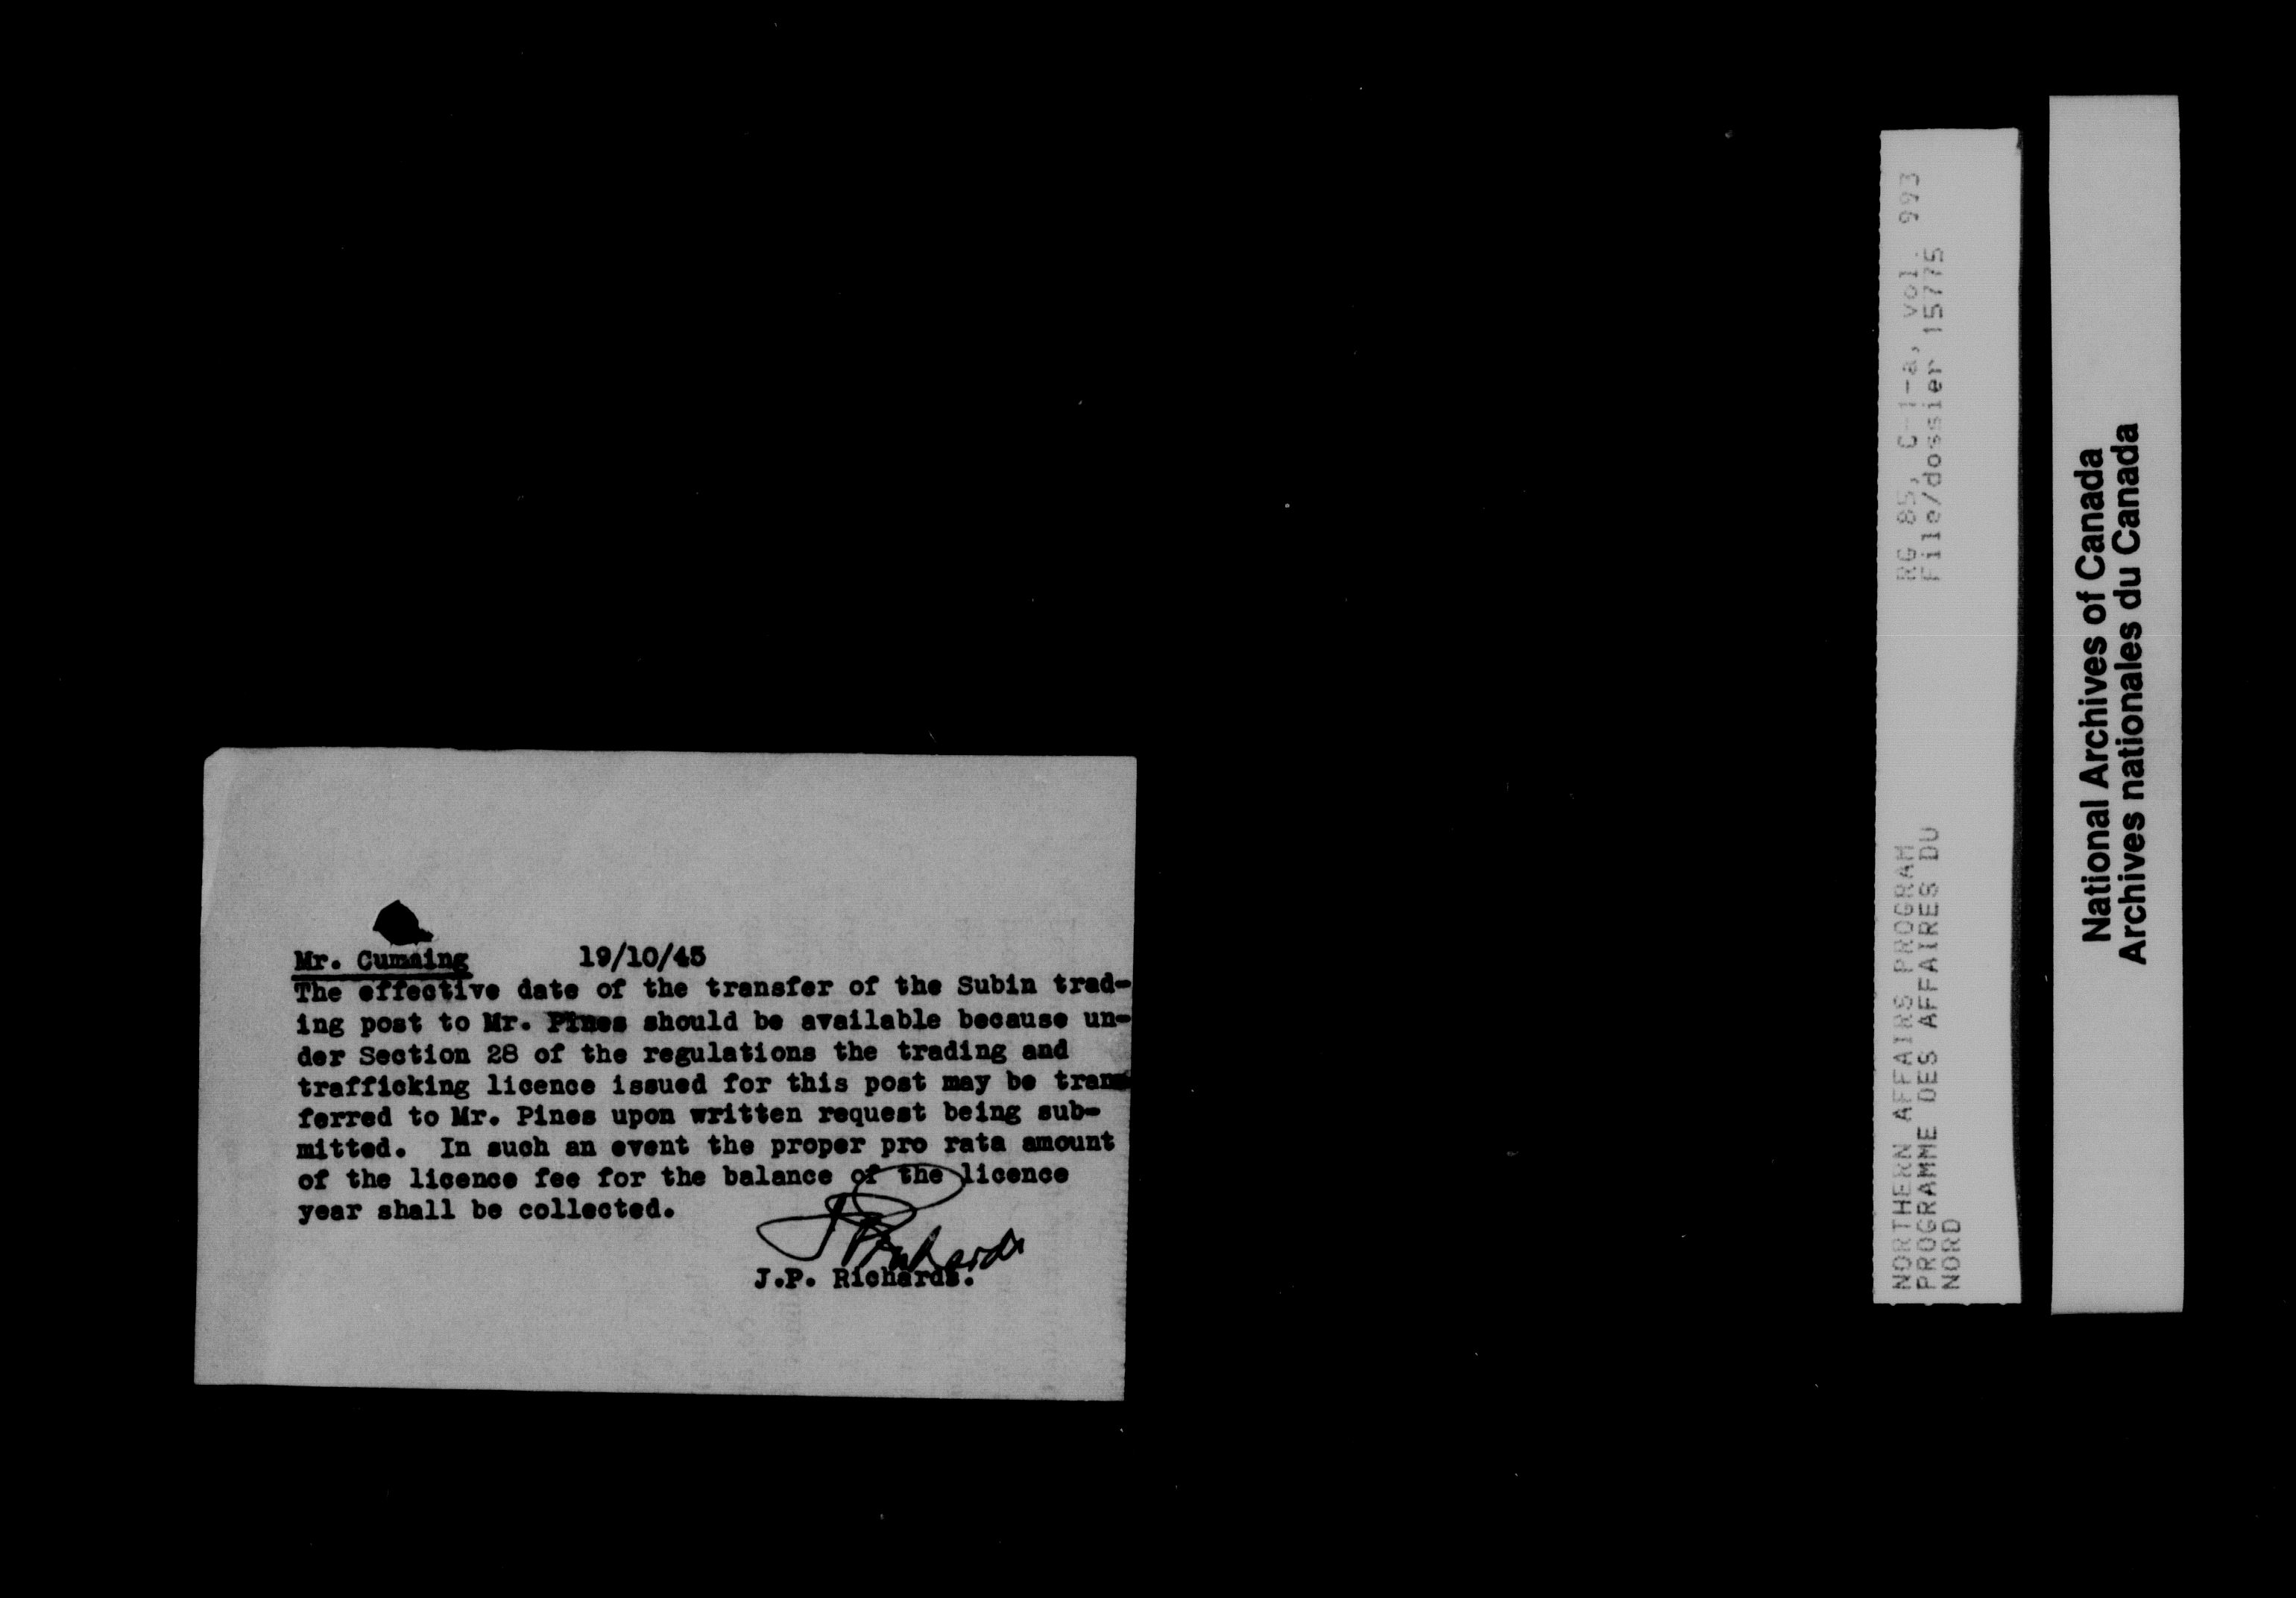 Mr. Cumming 19/10/45
The effective date of the transfer of the Subin trad-
ing post to Mr. Pines should be available because un-
der Section 28 of the regulations the trading and
trafficking licence issued for this post may be trans-
ferred to Mr. Pines upon written request being sub-
mitted. In such an event the proper pro rata amount
of the licence fee for the balance of the licence
year shall be collected.
JPRichards
J.P. Richards.
NORTHERN AFFAIRS PROGRAM
PROGRAMME DES AFFAIRES DU
NORD
RG 85, C-1-a, vol. 993
File/dossier 15775
National Archives of Canada
Archives nationales du Canada